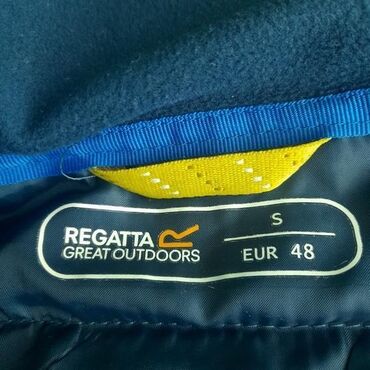 REGATTA
GREAT OUTDOORS
S
EUR 48